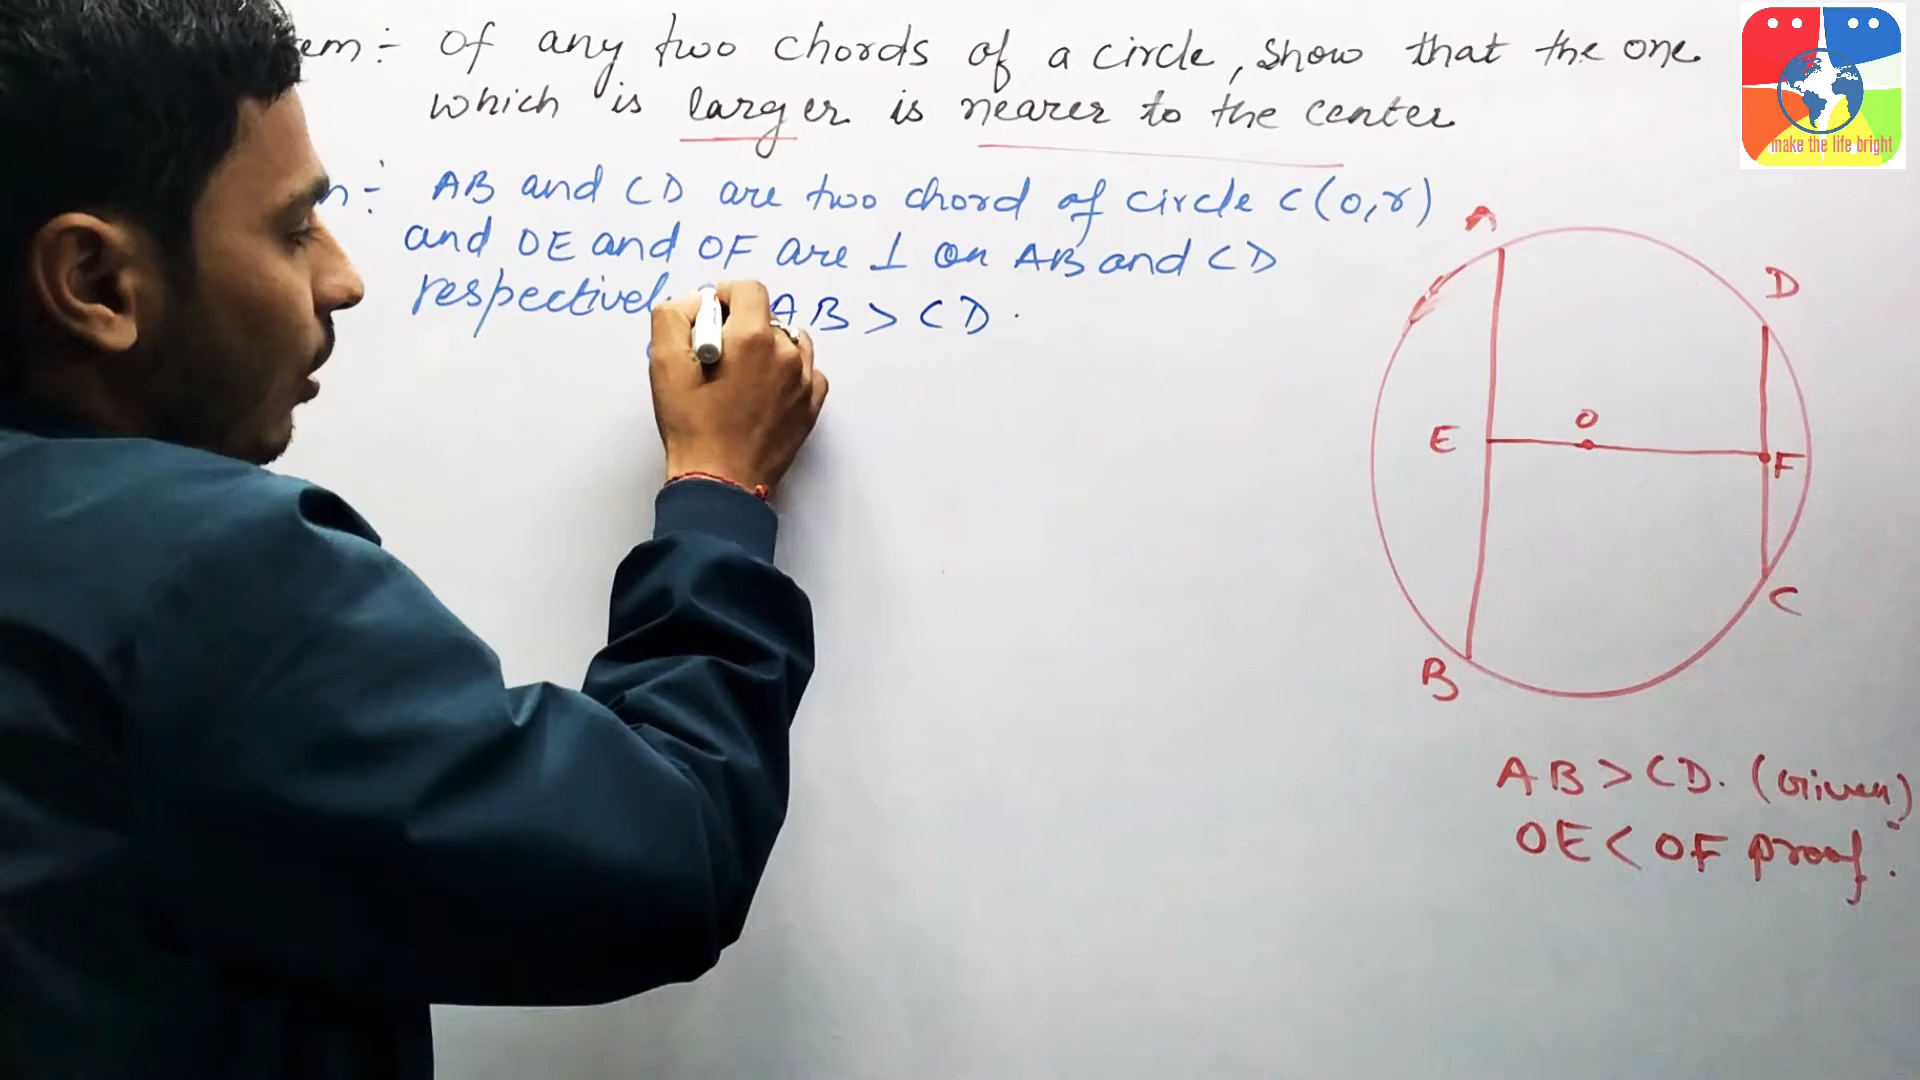 em :- Of any two chords of a circle, show that the one
which is larger is nearer to the center
n :- AB and CD are two chord of circle C(O,r)
and OE and OF are ⊥ on AB and CD
respectivel AB > CD.
A
D
E
O
F
C
B
AB > CD. (Given)
OE < OF proof.
make the life bright